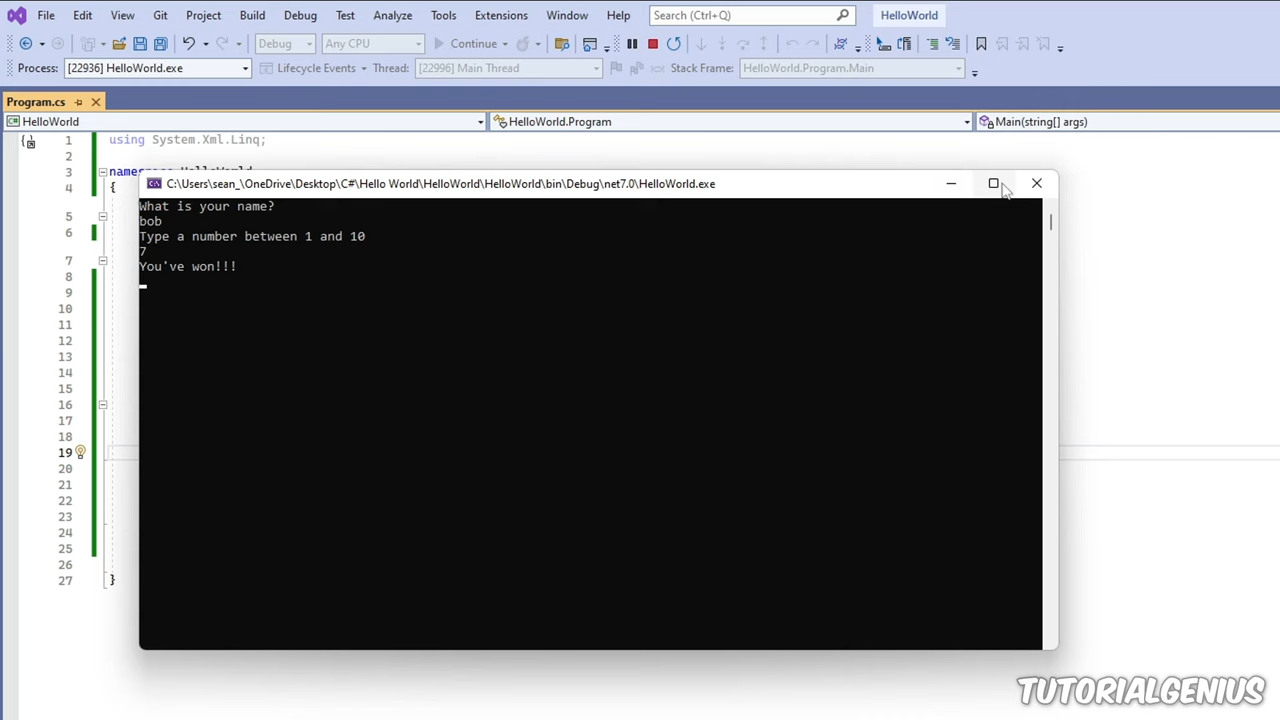 File Edit View Git Project Build Debug Test Analyze Tools Extensions Window Help Search (Ctrl+Q) HelloWorld
Debug Any CPU Continue
Process: [22936] HelloWorld.exe Lifecycle Events Thread: [22996] Main Thread Stack Frame: HelloWorld.Program.Main
Program.cs
HelloWorld HelloWorld.Program Main(string[] args)
1 using System.Xml.Linq;
2
3
4 {
C:\Users\sean_\OneDrive\Desktop\C#\Hello World\HelloWorld\HelloWorld\bin\Debug\net7.0\HelloWorld.exe
What is your name?
bob
Type a number between 1 and 10
7
You've won!!!
5
6
7
8
9
10
11
12
13
14
15
16
17
18
19
20
21
22
23
24
25
26
27 }
TUTORIALGENIUS